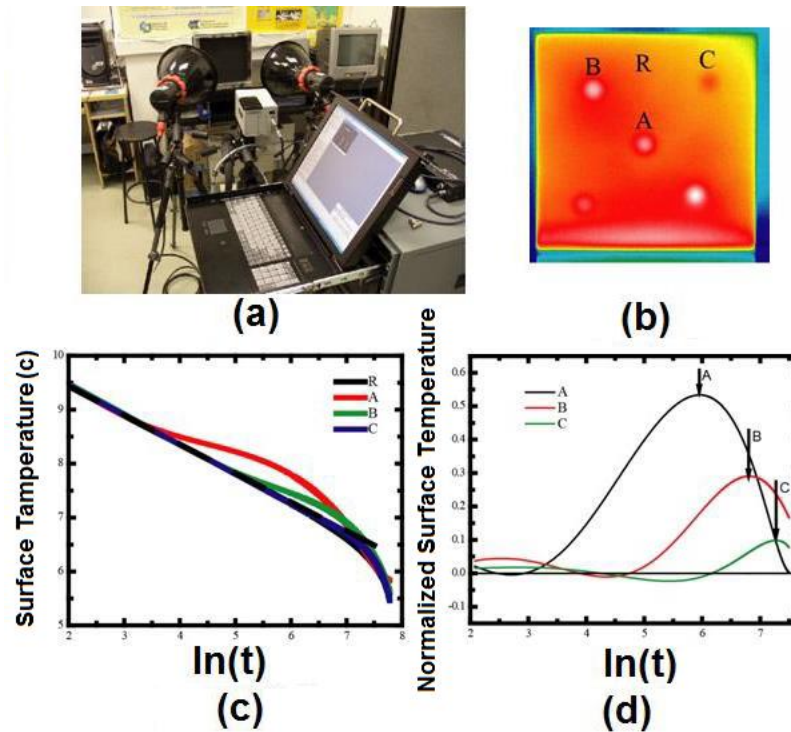 B R C
A
(a)
(b)
Surface Tamperature (c)
10
9
8
7
6
5
2 3 4 5 6 7 8
R
A
B
C
ln(t)
(c)
Normalized Surface Temperature
0.6
0.5
0.4
0.3
0.2
0.1
0.0
-0.1
2 3 4 5 6 7
A
B
C
A
B
C
ln(t)
(d)